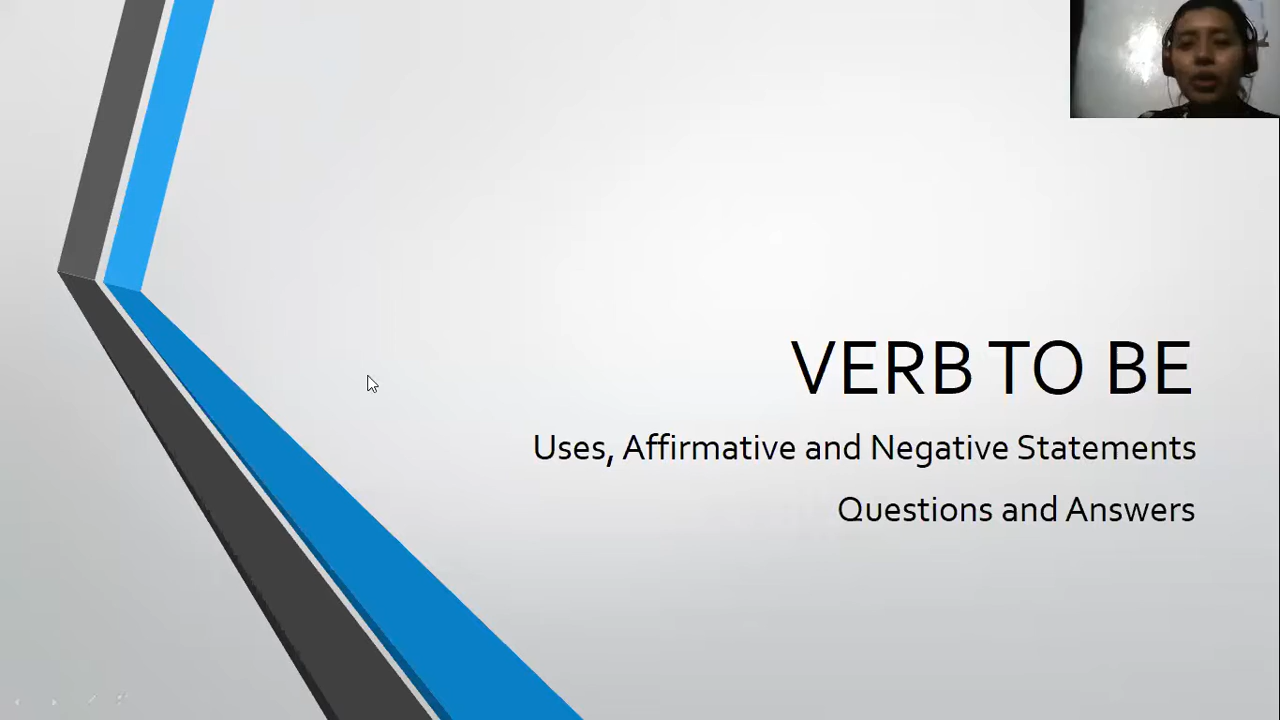 VERB TO BE
Uses, Affirmative and Negative Statements
Questions and Answers